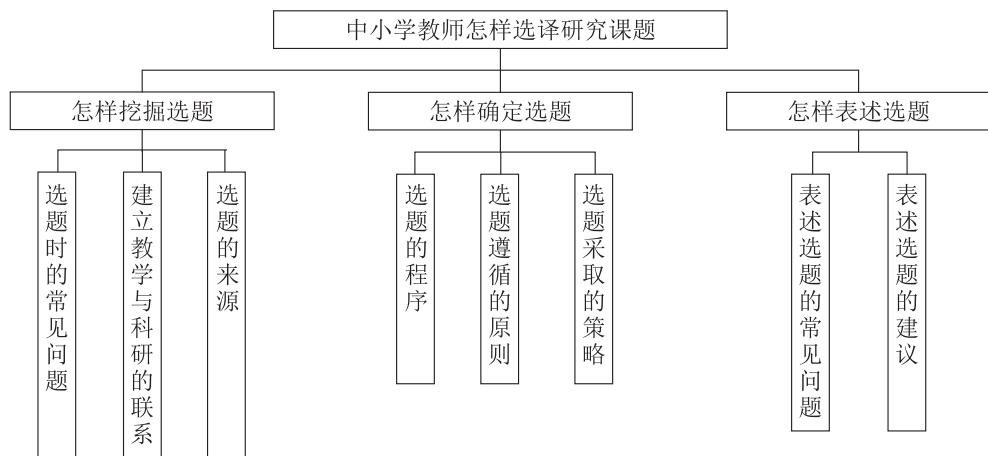 中小学教师怎样选译研究课题
怎样挖掘选题
怎样确定选题
怎样表述选题
选题时的常见问题
建立教学与科研的联系
选题的来源
选题的程序
选题遵循的原则
选题采取的策略
表述选题的常见问题
表述选题的建议